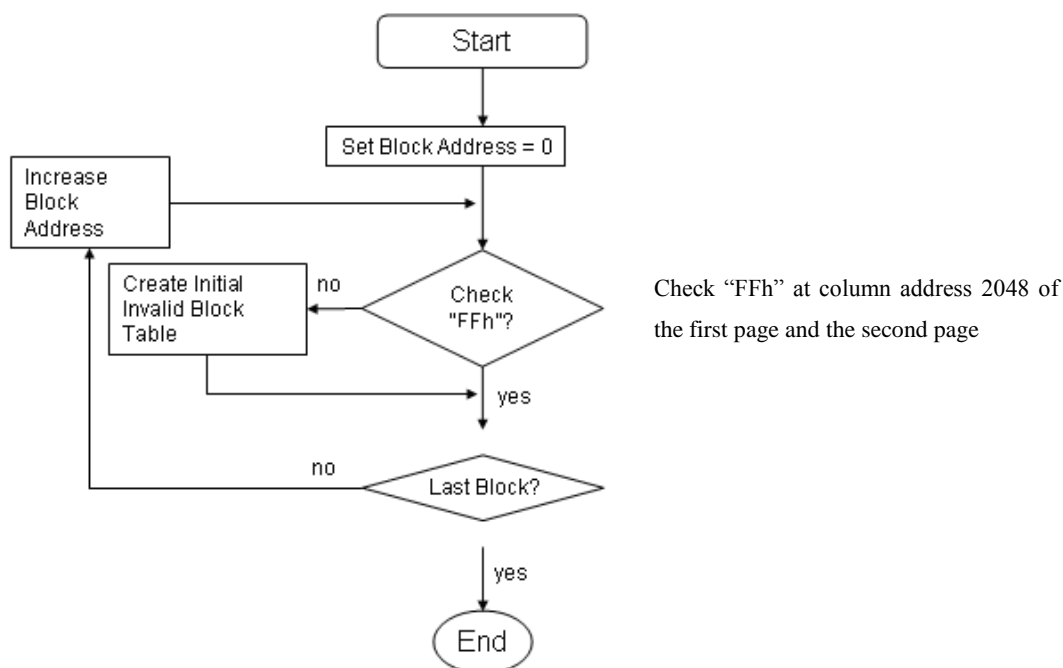 Start
Set Block Address = 0
Increase
Block
Address
Create Initial
Invalid Block
Table
no
Check
"FFh"?
Check “FFh” at column address 2048 of
the first page and the second page
yes
no
Last Block?
yes
End